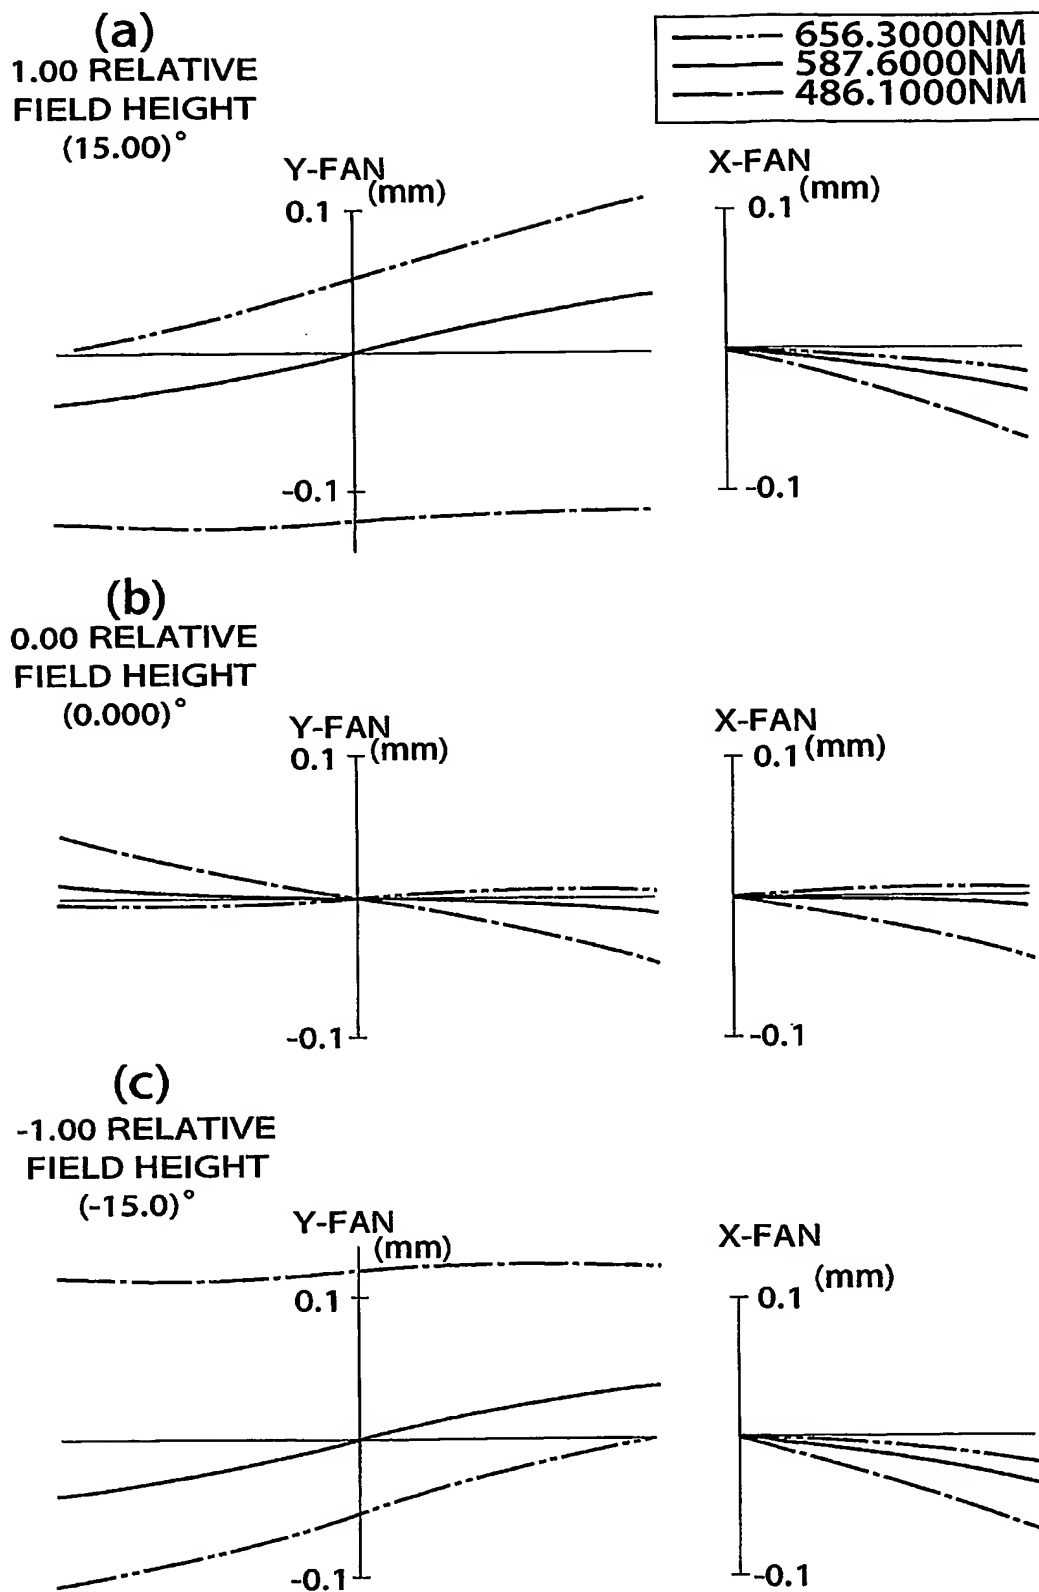 (a)
1.00 RELATIVE
FIELD HEIGHT
(15.00)°
656.3000NM
587.6000NM
486.1000NM
Y-FAN
(mm)
0.1
-0.1
X-FAN
(mm)
0.1
-0.1
(b)
0.00 RELATIVE
FIELD HEIGHT
(0.000)°
Y-FAN
(mm)
0.1
-0.1
X-FAN
(mm)
0.1
-0.1
(c)
-1.00 RELATIVE
FIELD HEIGHT
(-15.0)°
Y-FAN
(mm)
0.1
-0.1
X-FAN
(mm)
0.1
-0.1